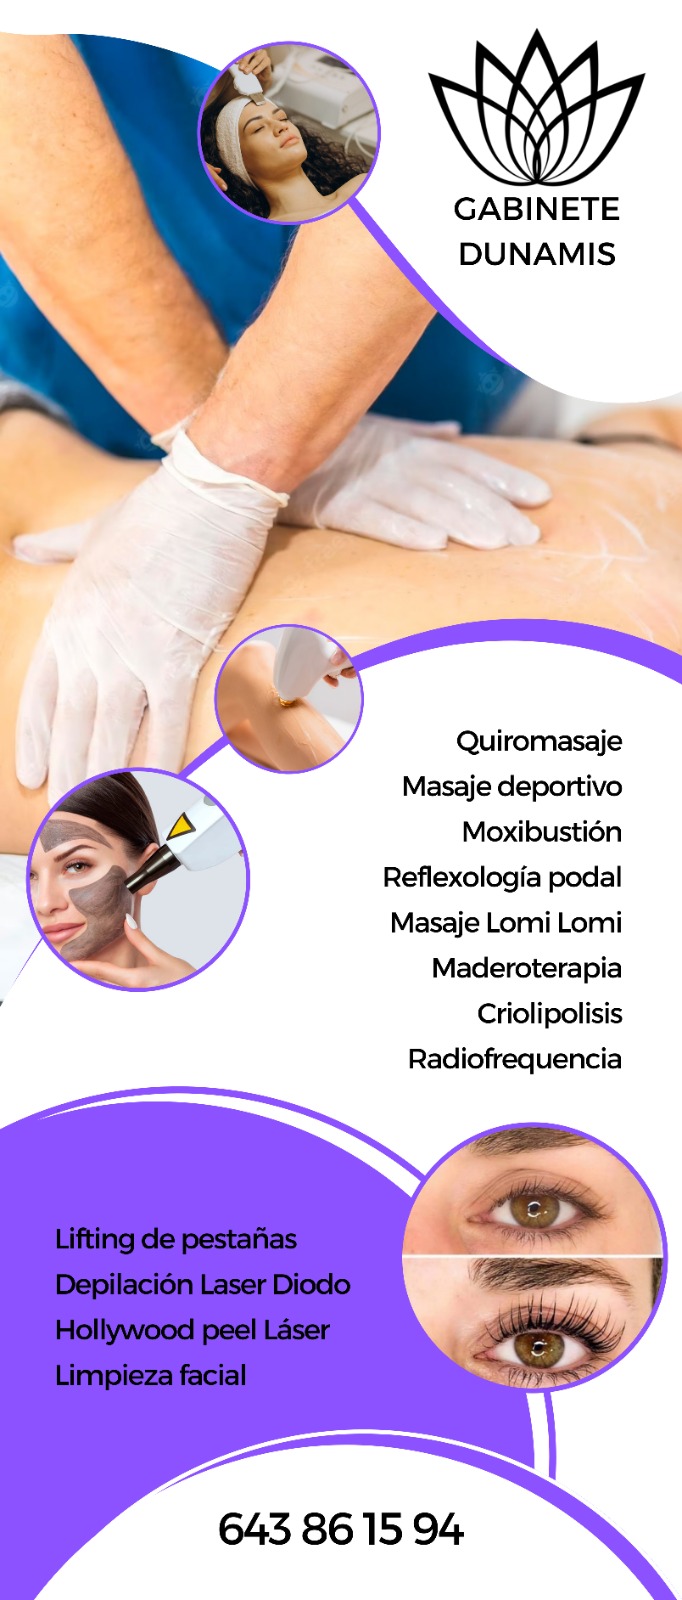 GABINETE
DUNAMIS
Quiromasaje
Masaje deportivo
Moxibustión
Reflexología podal
Masaje Lomi Lomi
Maderoterapia
Criolipolisis
Radiofrequencia
Lifting de pestañas
Depilación Laser Diodo
Hollywood peel Láser
Limpieza facial
643 86 15 94